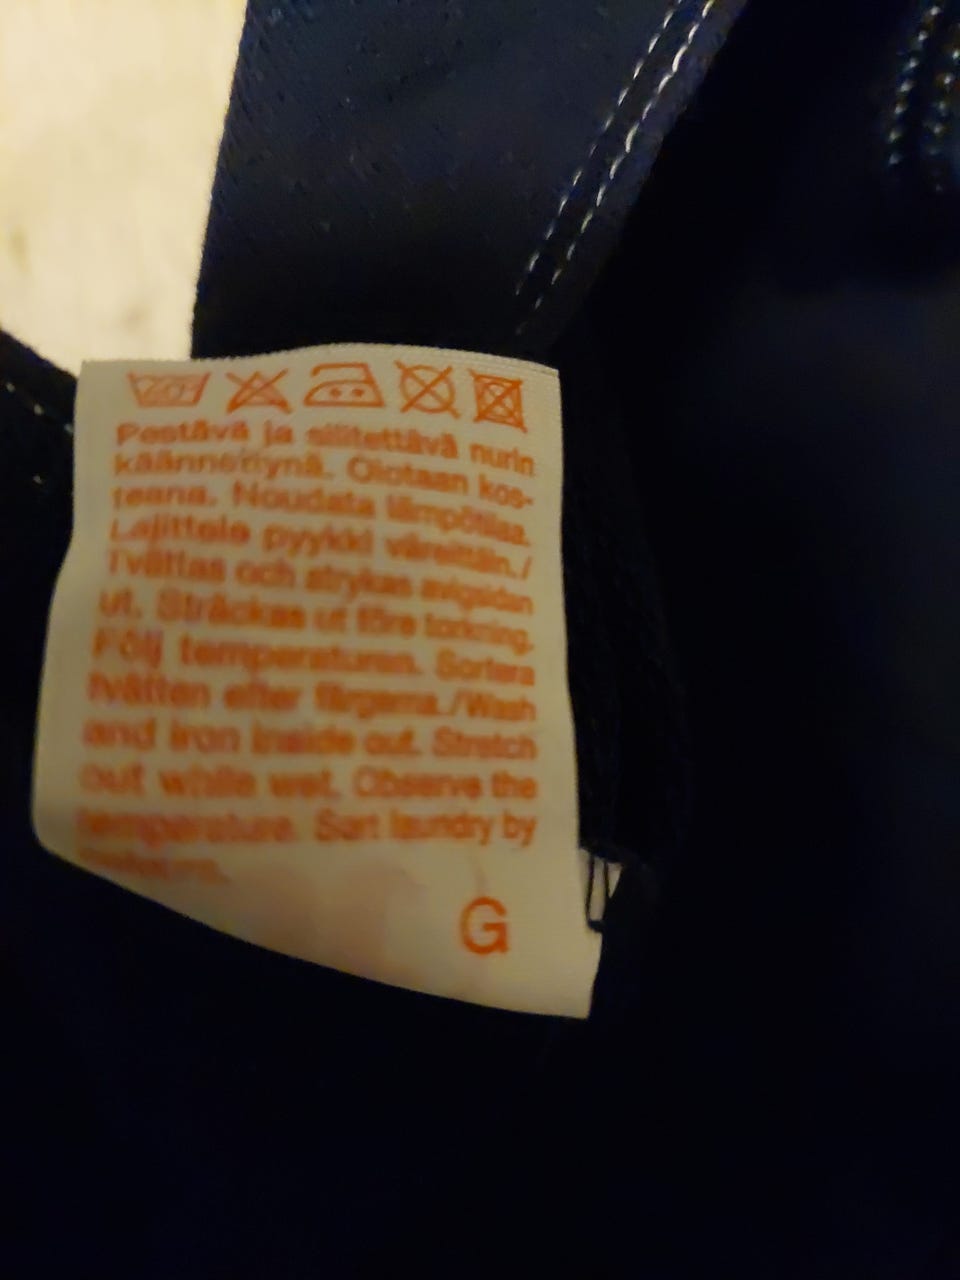 Pestävä ja silitettävä nurin
käännettynä. Oiotaan kos-
teana. Noudata lämpötilaa.
Lajittele pyykki väreittäin./
Tvättas och strykas avigsidan
ut. Sträckas ut före torkning.
Följ temperaturen. Sortera
tvätten efter färgerna./Wash
and iron inside out. Stretch
out while wet. Observe the
temperature. Sort laundry by
G